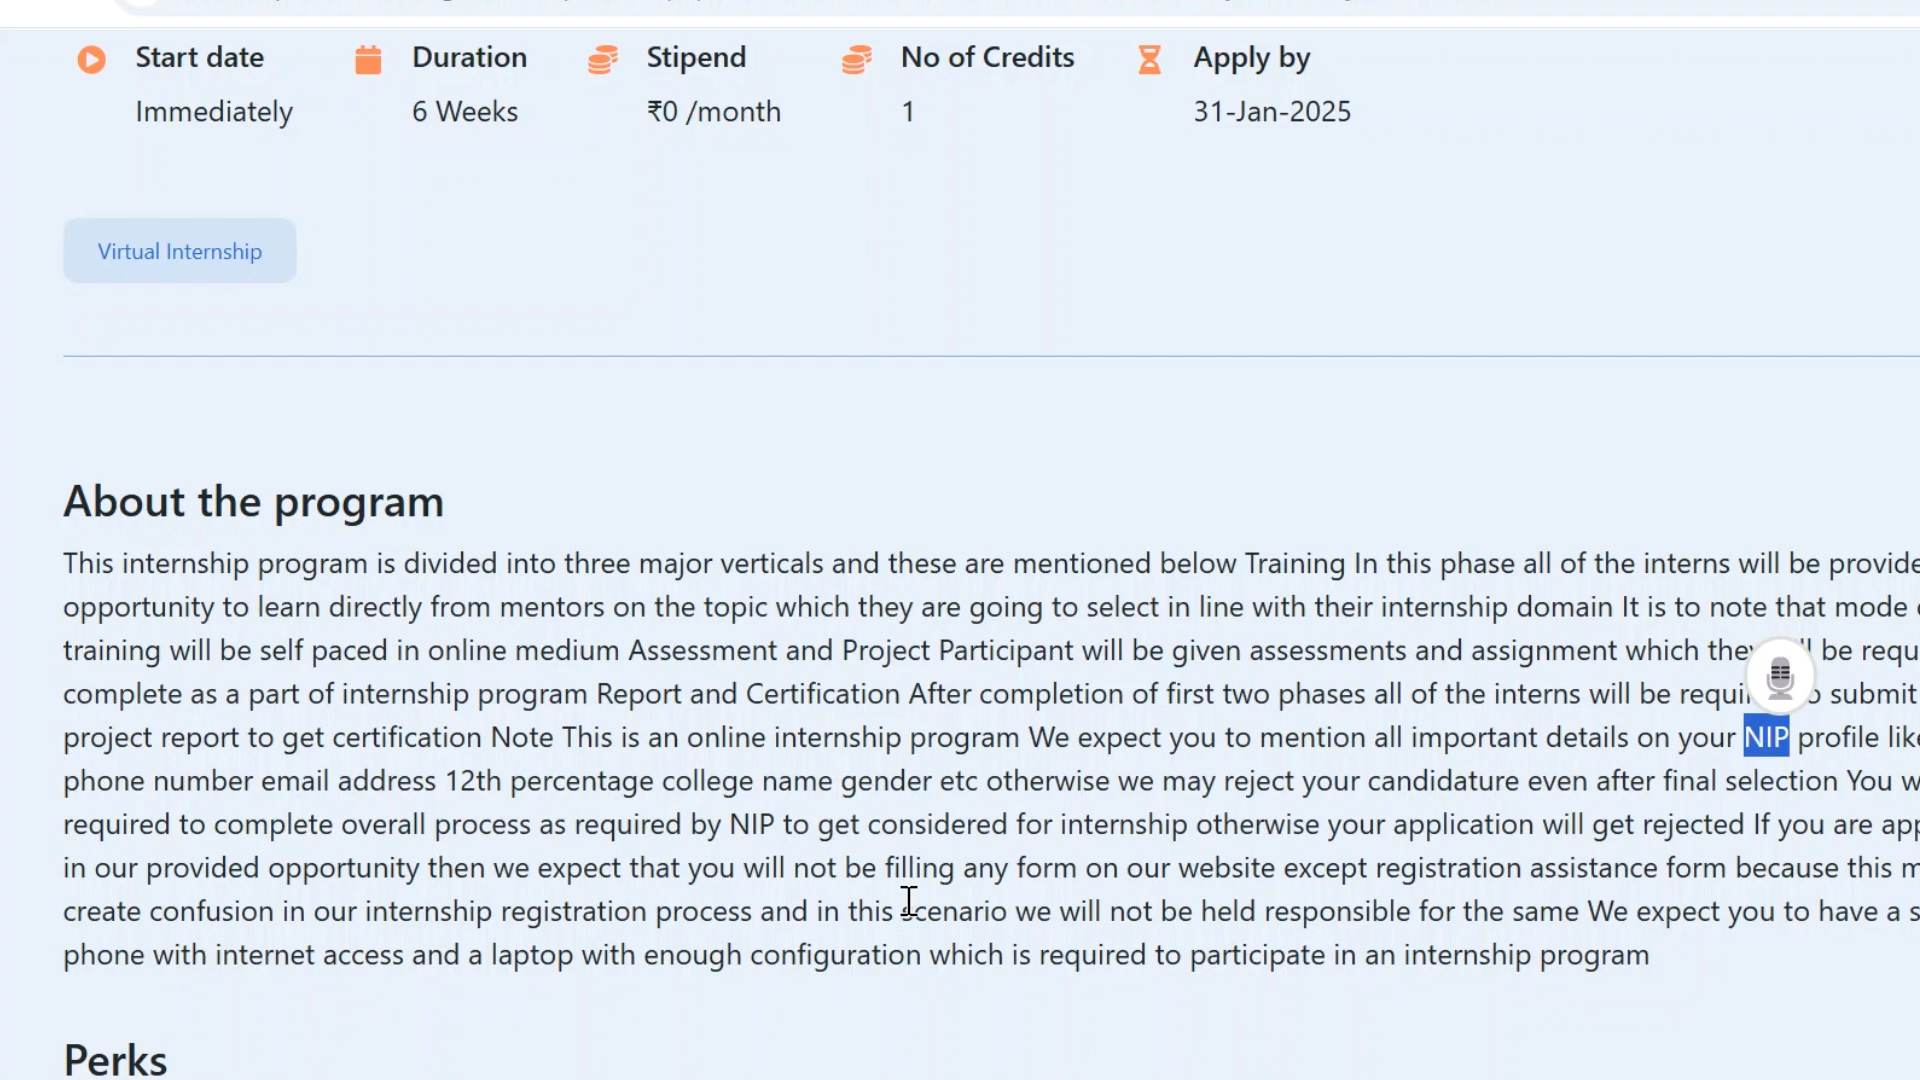 Start date Duration Stipend No of Credits Apply by
Immediately 6 Weeks ₹0 /month 1 31-Jan-2025
Virtual Internship
About the program
This internship program is divided into three major verticals and these are mentioned below Training In this phase all of the interns will be provide
opportunity to learn directly from mentors on the topic which they are going to select in line with their internship domain It is to note that mode
training will be self paced in online medium Assessment and Project Participant will be given assessments and assignment which they be requ
complete as a part of internship program Report and Certification After completion of first two phases all of the interns will be submit
project report to get certification Note This is an online internship program We expect you to mention all important details on your NIP profile lik
phone number email address 12th percentage college name gender etc otherwise we may reject your candidature even after final selection You w
required to complete overall process as required by NIP to get considered for internship otherwise your application will get rejected If you are app
in our provided opportunity then we expect that you will not be filling any form on our website except registration assistance form because this m
create confusion in our internship registration process and in this scenario we will not be held responsible for the same We expect you to have a s
phone with internet access and a laptop with enough configuration which is required to participate in an internship program
Perks